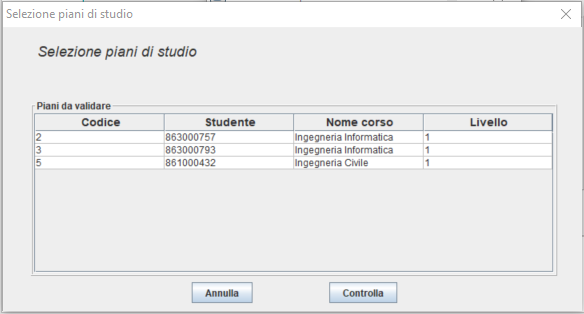 Selezione piani di studio
Selezione piani di studio
Piani da validare
Codice Studente Nome corso Livello
2 863000757 Ingegneria Informatica 1
3 863000793 Ingegneria Informatica 1
5 861000432 Ingegneria Civile 1
Annulla Controlla